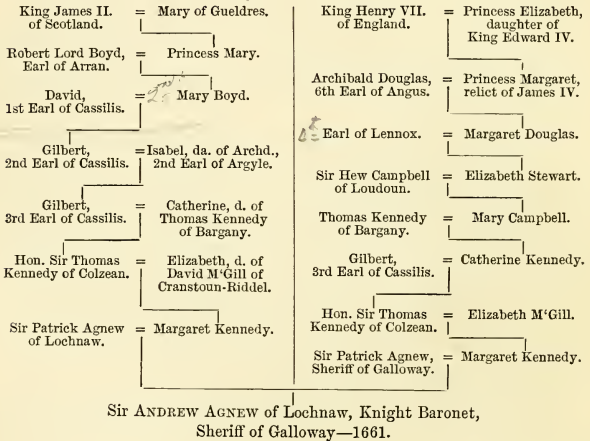 King James II. = Mary of Gueldres.
of Scotland.
Robert Lord Boyd, = Princess Mary.
Earl of Arran.
David, = Mary Boyd.
1st Earl of Cassilis.
Gilbert, =Isabel, da. of Archd.,
2nd Earl of Cassilis. 2nd Earl of Argyle.
Gilbert, = Catherine, d. of
3rd Earl of Cassilis. Thomas Kennedy
of Bargany.
Hon. Sir Thomas = Elizabeth, d. of
Kennedy of Colzean. David M‘Gill of
Cranstoun-Riddel.
Sir Patrick Agnew = Margaret Kennedy.
of Lochnaw.
King Henry VII. = Princess Elizabeth,
of England. daughter of
King Edward IV.
Archibald Douglas, = Princess Margaret,
6th Earl of Angus. relict of James IV.
Earl of Lennox. = Margaret Douglas.
Sir Hew Campbell = Elizabeth Stewart.
of Loudoun.
Thomas Kennedy = Mary Campbell.
of Bargany.
Gilbert, = Catherine Kennedy.
3rd Earl of Cassilis.
Hon. Sir Thomas = Elizabeth M‘Gill.
Kennedy of Colzean.
Sir Patrick Agnew, = Margaret Kennedy.
Sheriff of Galloway.
Sir ANDREW AGNEW of Lochnaw, Knight Baronet,
Sheriff of Galloway—1661.